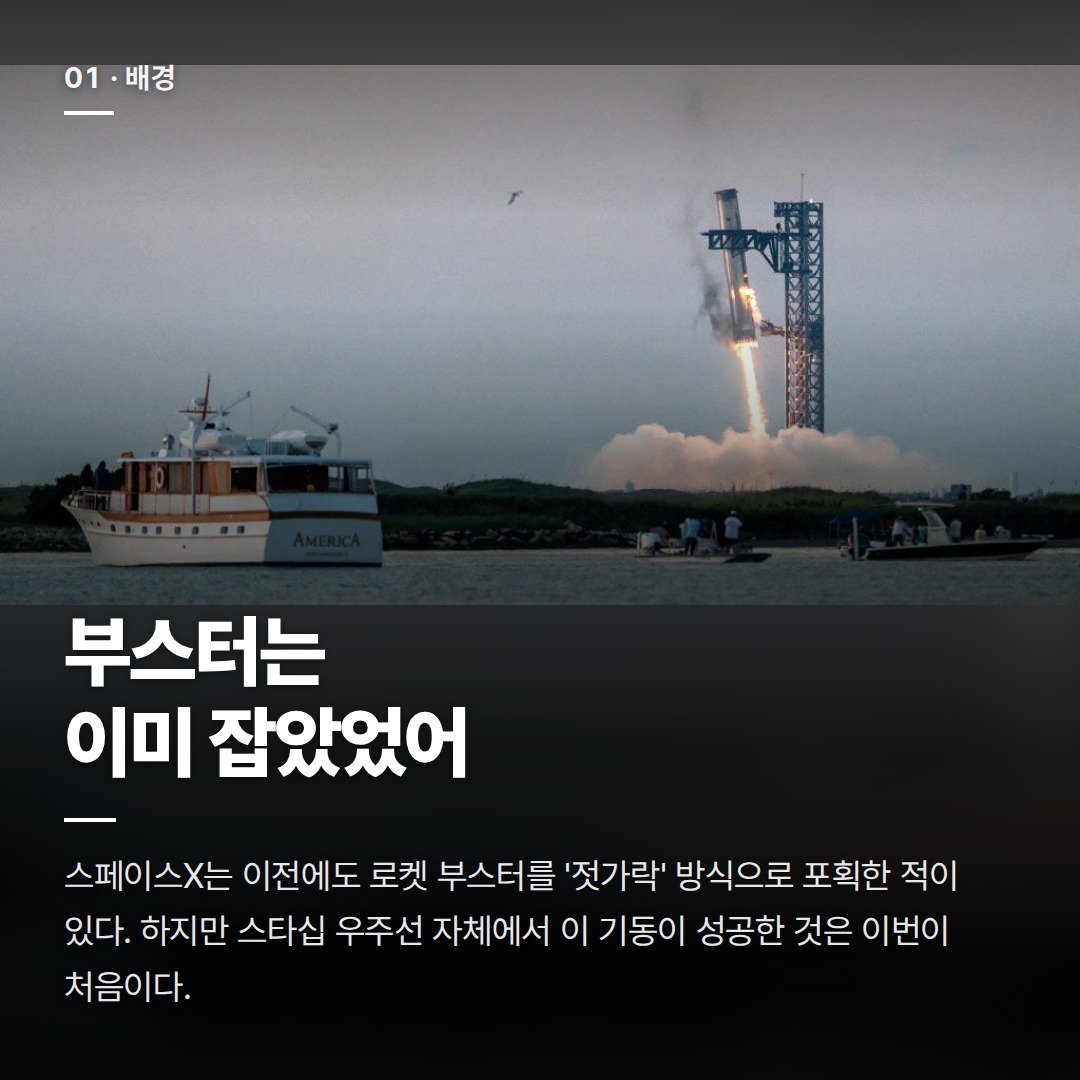 01 · 배경
AMERICA
부스터는
이미 잡았었어
스페이스X는 이전에도 로켓 부스터를 '젓가락' 방식으로 포획한 적이
있다. 하지만 스타십 우주선 자체에서 이 기동이 성공한 것은 이번이
처음이다.